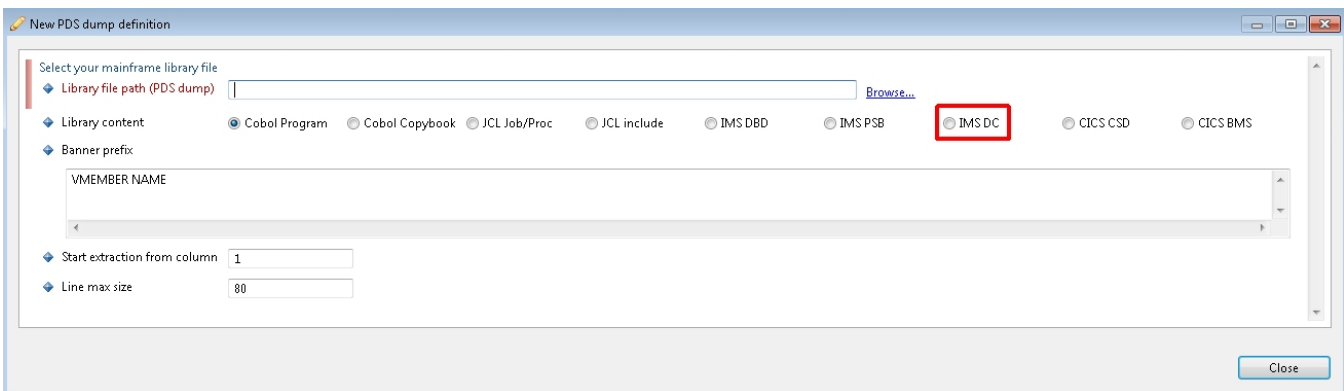 New PDS dump definition
Select your mainframe library file
Library file path (PDS dump) Browse...
Library content Cobol Program Cobol Copybook JCL Job/Proc JCL include IMS DBD IMS PSB IMS DC CICS CSD CICS BMS
Banner prefix
VMEMBER NAME
Start extraction from column 1
Line max size 80
Close